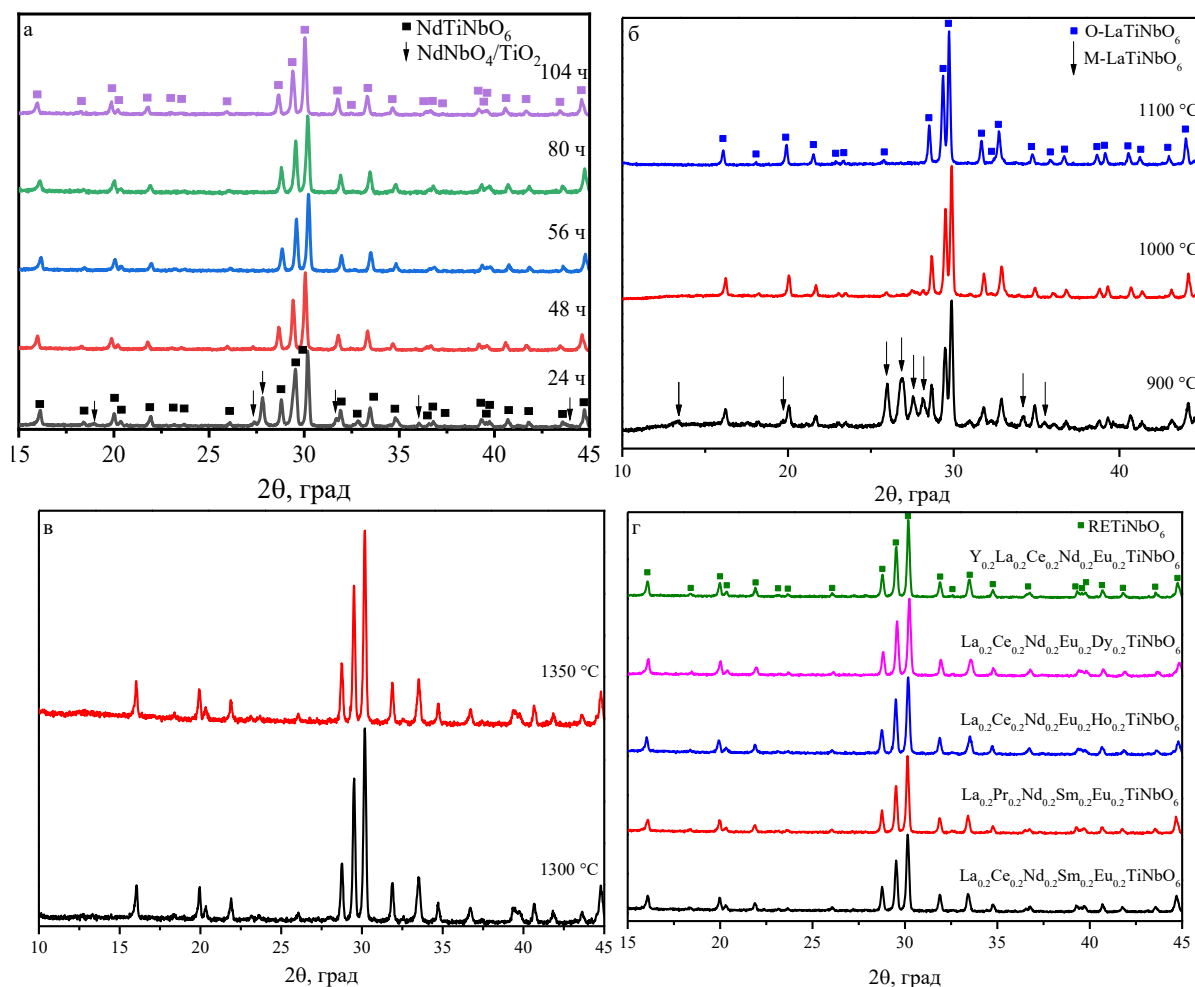 а
NdTiNbO₆
NdNbO₄/TiO₂
104 ч
80 ч
56 ч
48 ч
24 ч
15 20 25 30 35 40 45
2θ, град
б
O-LaTiNbO₆
M-LaTiNbO₆
1100 °C
1000 °C
900 °C
10 20 30 40
2θ, град
в
1350 °C
1300 °C
10 15 20 25 30 35 40 45
2θ, град
г
RETiNbO₆
Y₀.₂La₀.₂Ce₀.₂Nd₀.₂Eu₀.₂TiNbO₆
La₀.₂Ce₀.₂Nd₀.₂Eu₀.₂Dy₀.₂TiNbO₆
La₀.₂Ce₀.₂Nd₀.₂Eu₀.₂Ho₀.₂TiNbO₆
La₀.₂Pr₀.₂Nd₀.₂Sm₀.₂Eu₀.₂TiNbO₆
La₀.₂Ce₀.₂Nd₀.₂Sm₀.₂Eu₀.₂TiNbO₆
15 20 25 30 35 40 45
2θ, град